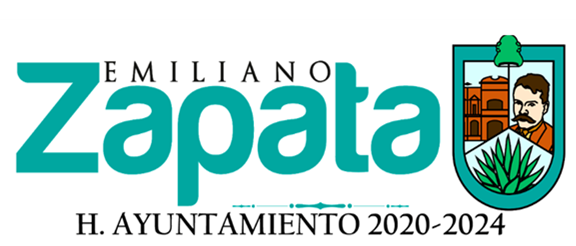 EMILIANO
Zapata
H. AYUNTAMIENTO 2020-2024